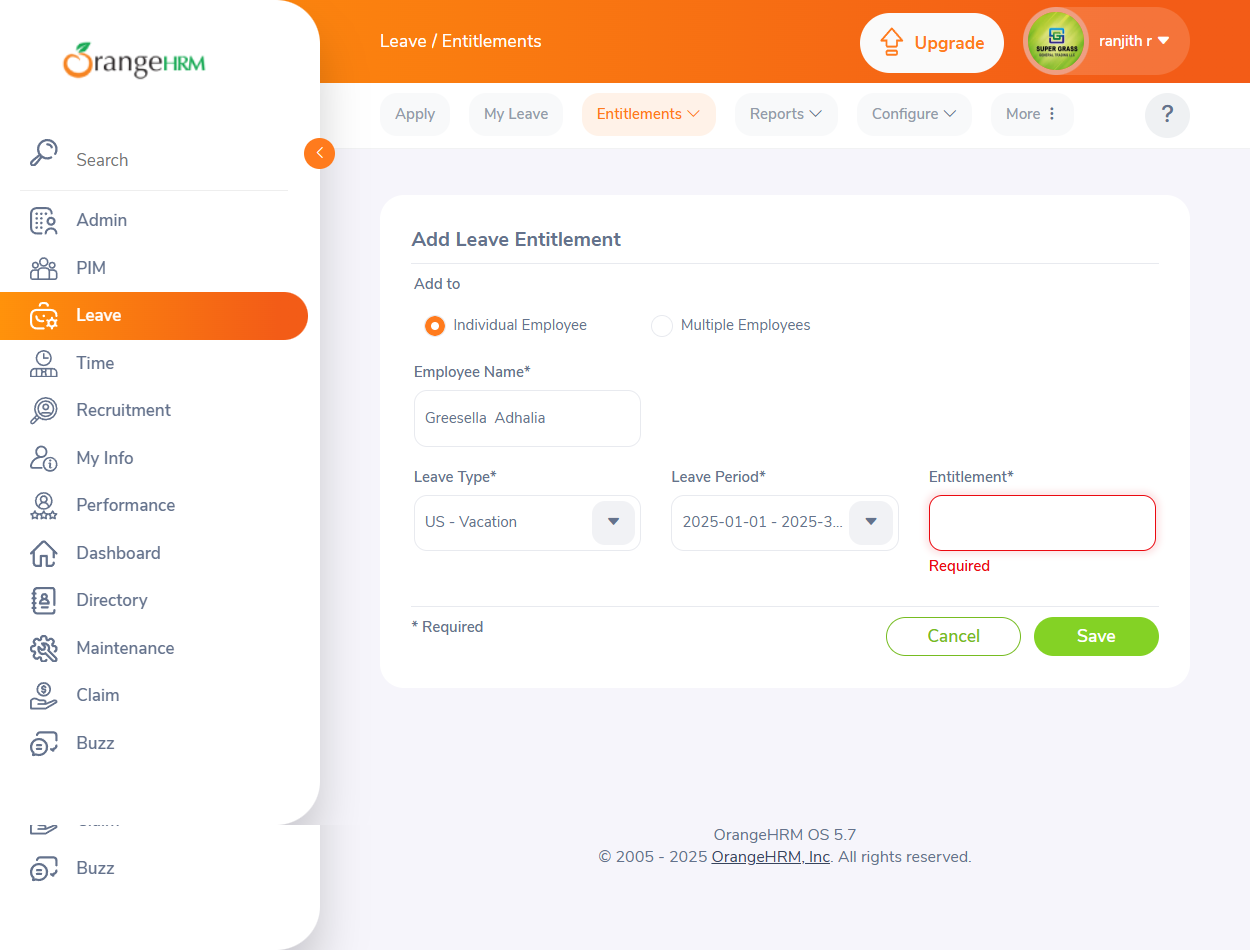 OrangeHRM
Leave / Entitlements
Upgrade
SUPER GRASS
ranjith r
Apply
My Leave
Entitlements
Reports
Configure
More
?
Search
Admin
PIM
Leave
Time
Recruitment
My Info
Performance
Dashboard
Directory
Maintenance
Claim
Buzz
Buzz
Add Leave Entitlement
Add to
Individual Employee
Multiple Employees
Employee Name*
Greesella  Adhalia
Leave Type*
Leave Period*
Entitlement*
US - Vacation
2025-01-01 - 2025-3...
Required
* Required
Cancel
Save
OrangeHRM OS 5.7
© 2005 - 2025 OrangeHRM, Inc. All rights reserved.